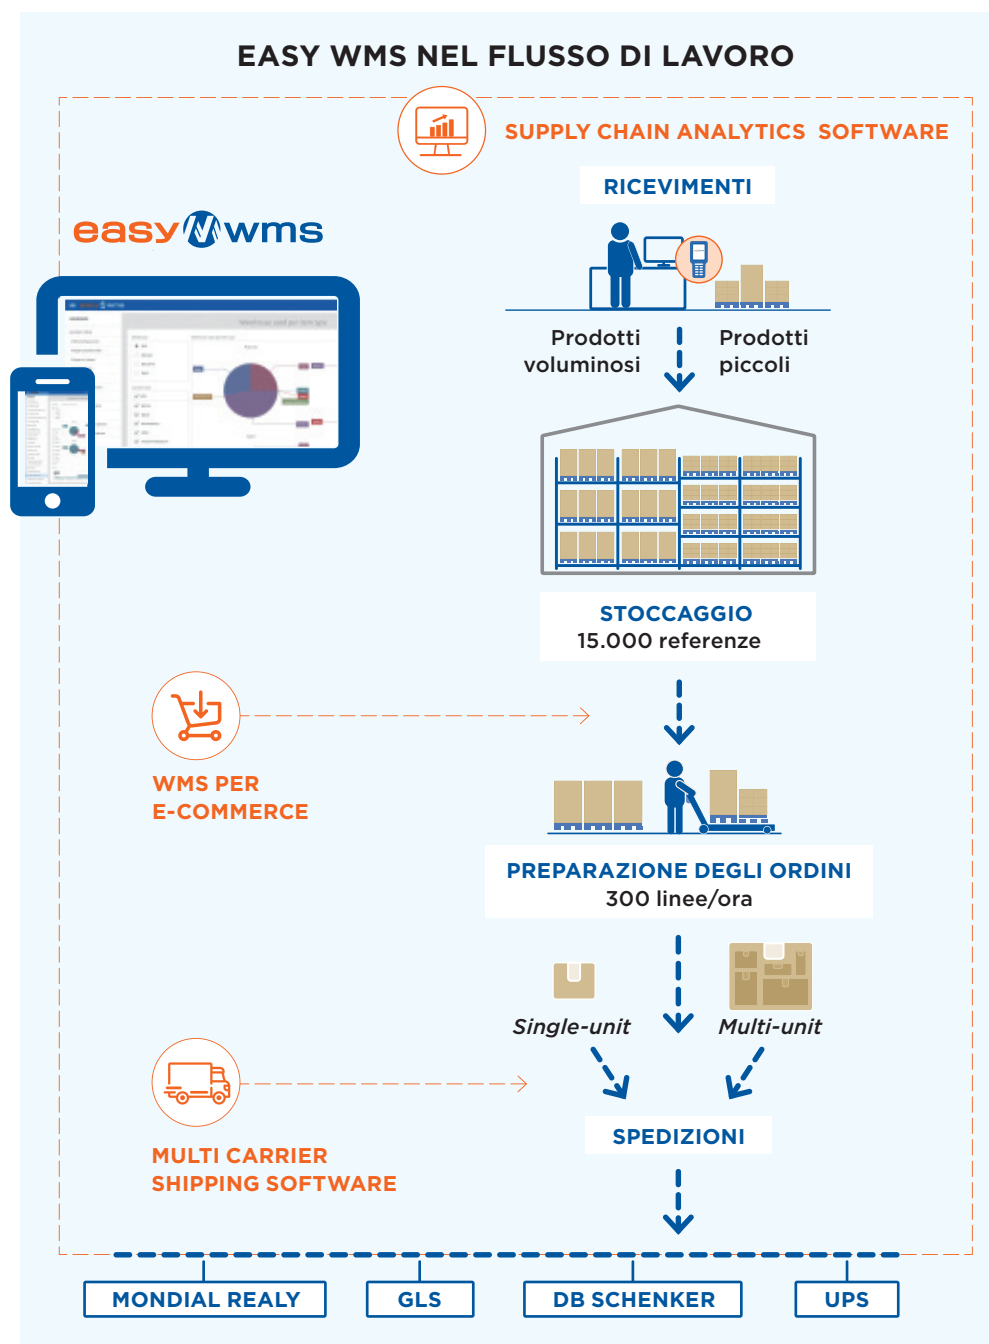 EASY WMS NEL FLUSSO DI LAVORO
SUPPLY CHAIN ANALYTICS SOFTWARE
RICEVIMENTI
easy wms
Prodotti
voluminosi
Prodotti
piccoli
STOCCAGGIO
15.000 referenze
WMS PER
E-COMMERCE
PREPARAZIONE DEGLI ORDINI
300 linee/ora
Single-unit
Multi-unit
SPEDIZIONI
MULTI CARRIER
SHIPPING SOFTWARE
MONDIAL REALY
GLS
DB SCHENKER
UPS